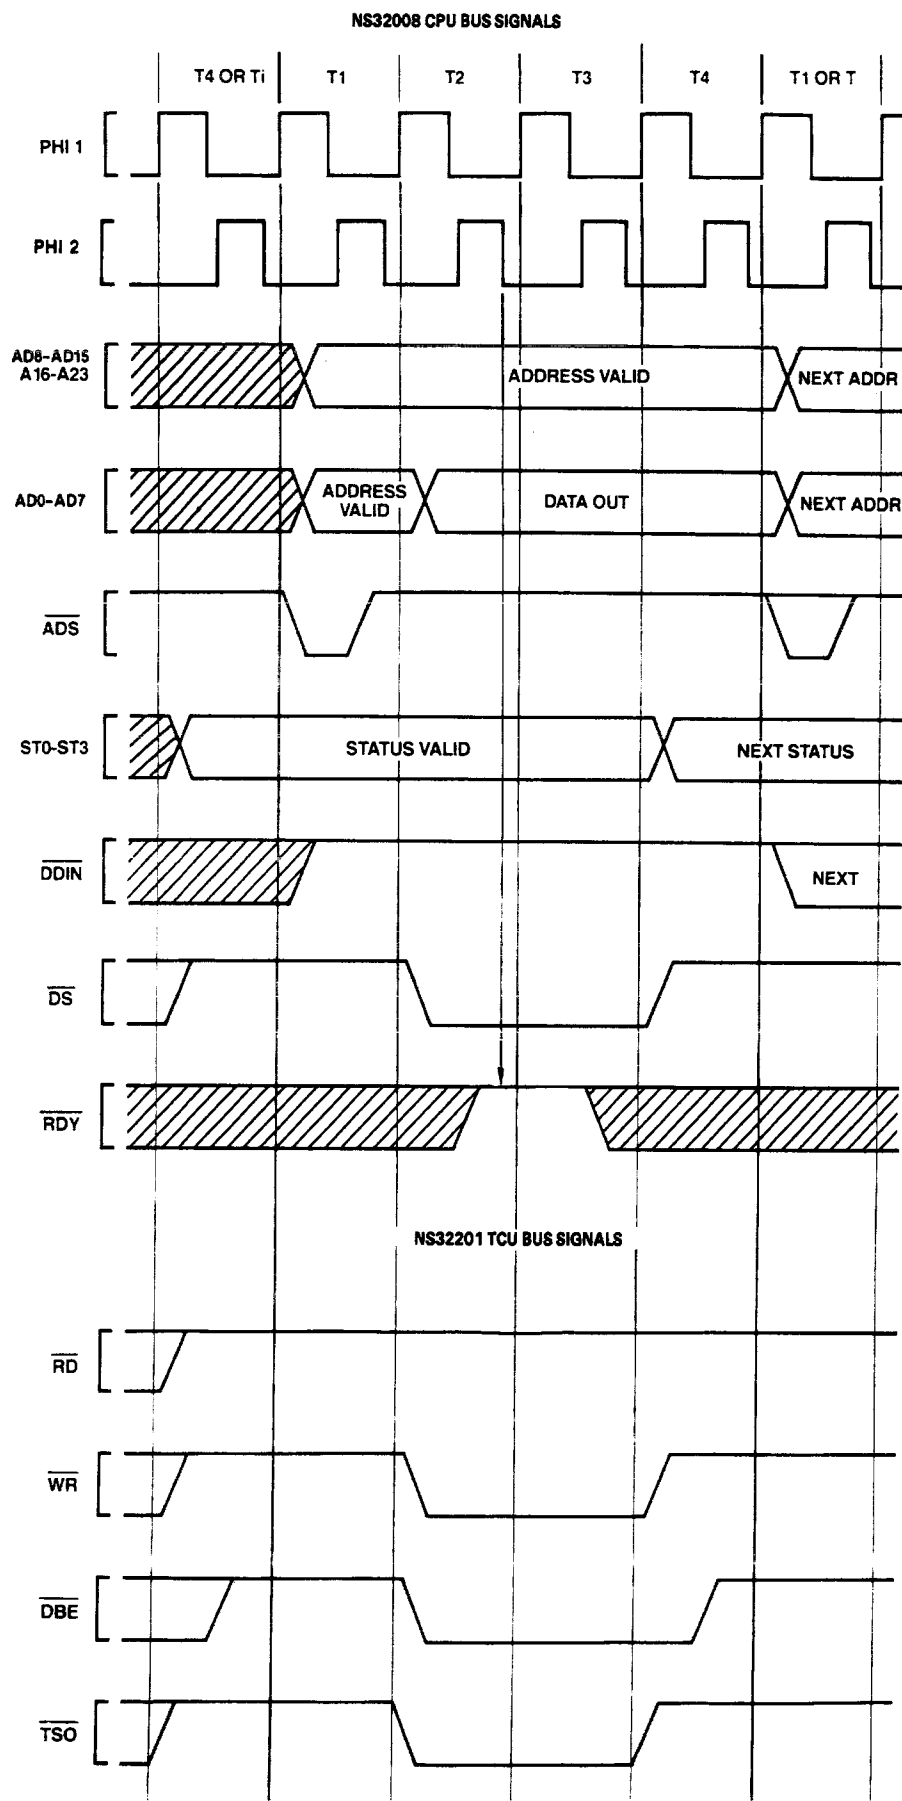 NS32008 CPU BUS SIGNALS
T4 OR Ti T1 T2 T3 T4 T1 OR T
PHI 1
PHI 2
AD8-AD15
A16-A23
ADDRESS VALID
NEXT ADDR
AD0-AD7
ADDRESS
VALID
DATA OUT
NEXT ADDR
ADS
ST0-ST3
STATUS VALID
NEXT STATUS
DDIN
NEXT
DS
RDY
NS32201 TCU BUS SIGNALS
RD
WR
DBE
TSO